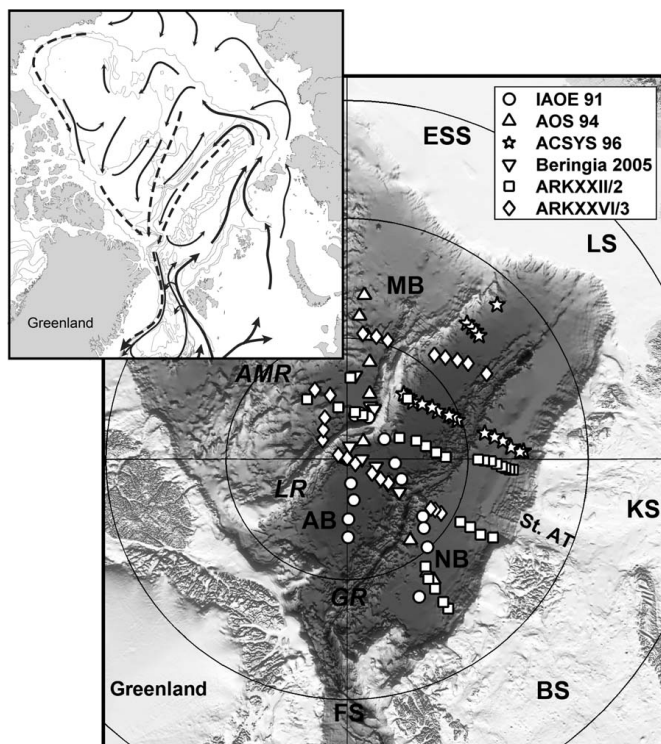 Greenland
IAOE 91
AOS 94
ACSYS 96
Beringia 2005
ARKXXII/2
ARKXXVI/3
ESS
LS
MB
AMR
LR
AB
St. AT
KS
NB
GR
Greenland
FS
BS